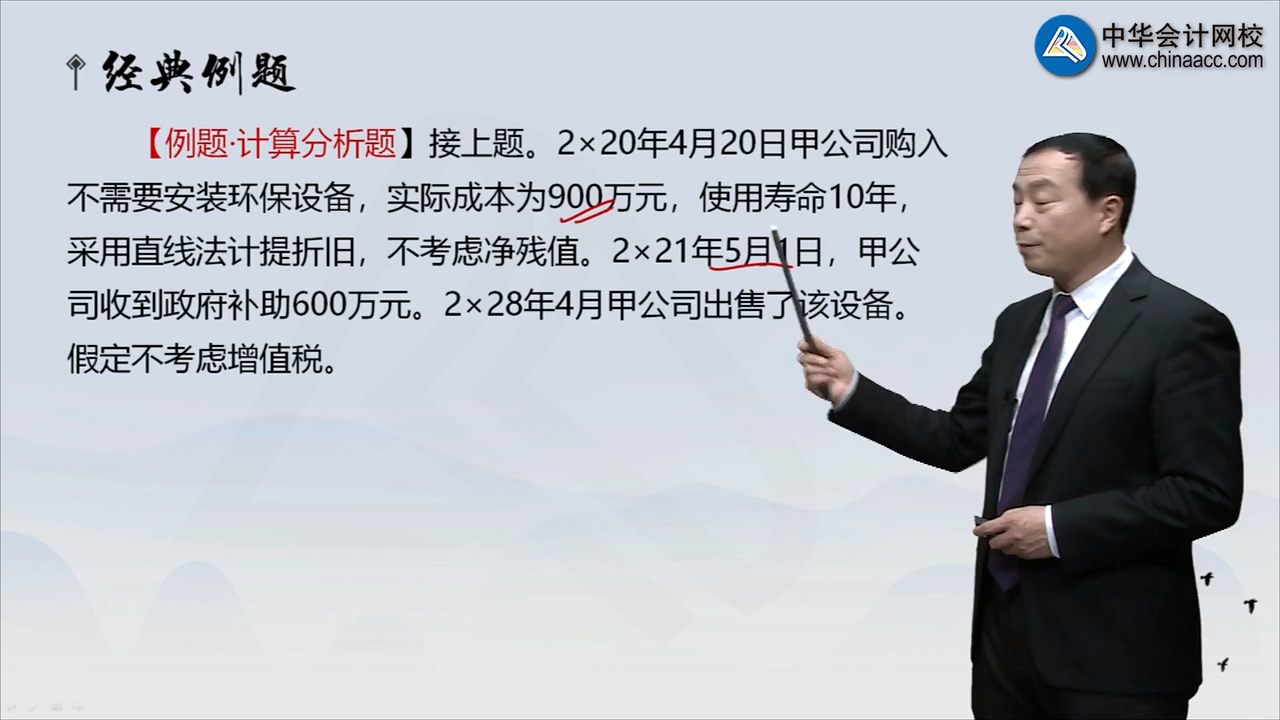 经典例题
中华会计网校
www.chinaacc.com
【例题·计算分析题】接上题。2×20年4月20日甲公司购入
不需要安装环保设备，实际成本为900万元，使用寿命10年，
采用直线法计提折旧，不考虑净残值。2×21年5月1日，甲公
司收到政府补助600万元。2×28年4月甲公司出售了该设备。
假定不考虑增值税。